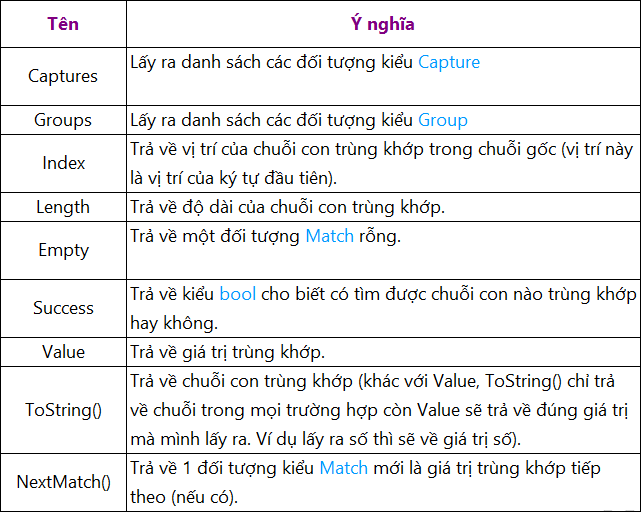 Tên Ý nghĩa
Captures Lấy ra danh sách các đối tượng kiểu Capture
Groups Lấy ra danh sách các đối tượng kiểu Group
Index Trả về vị trí của chuỗi con trùng khớp trong chuỗi gốc (vị trí này
là vị trí của ký tự đầu tiên).
Length Trả về độ dài của chuỗi con trùng khớp.
Empty Trả về một đối tượng Match rỗng.
Success Trả về kiểu bool cho biết có tìm được chuỗi con nào trùng khớp
hay không.
Value Trả về giá trị trùng khớp.
ToString() Trả về chuỗi con trùng khớp (khác với Value, ToString() chỉ trả
về chuỗi trong mọi trường hợp còn Value sẽ trả về đúng giá trị
mà mình lấy ra. Ví dụ lấy ra số thì sẽ về giá trị số).
NextMatch() Trả về 1 đối tượng kiểu Match mới là giá trị trùng khớp tiếp
theo (nếu có).